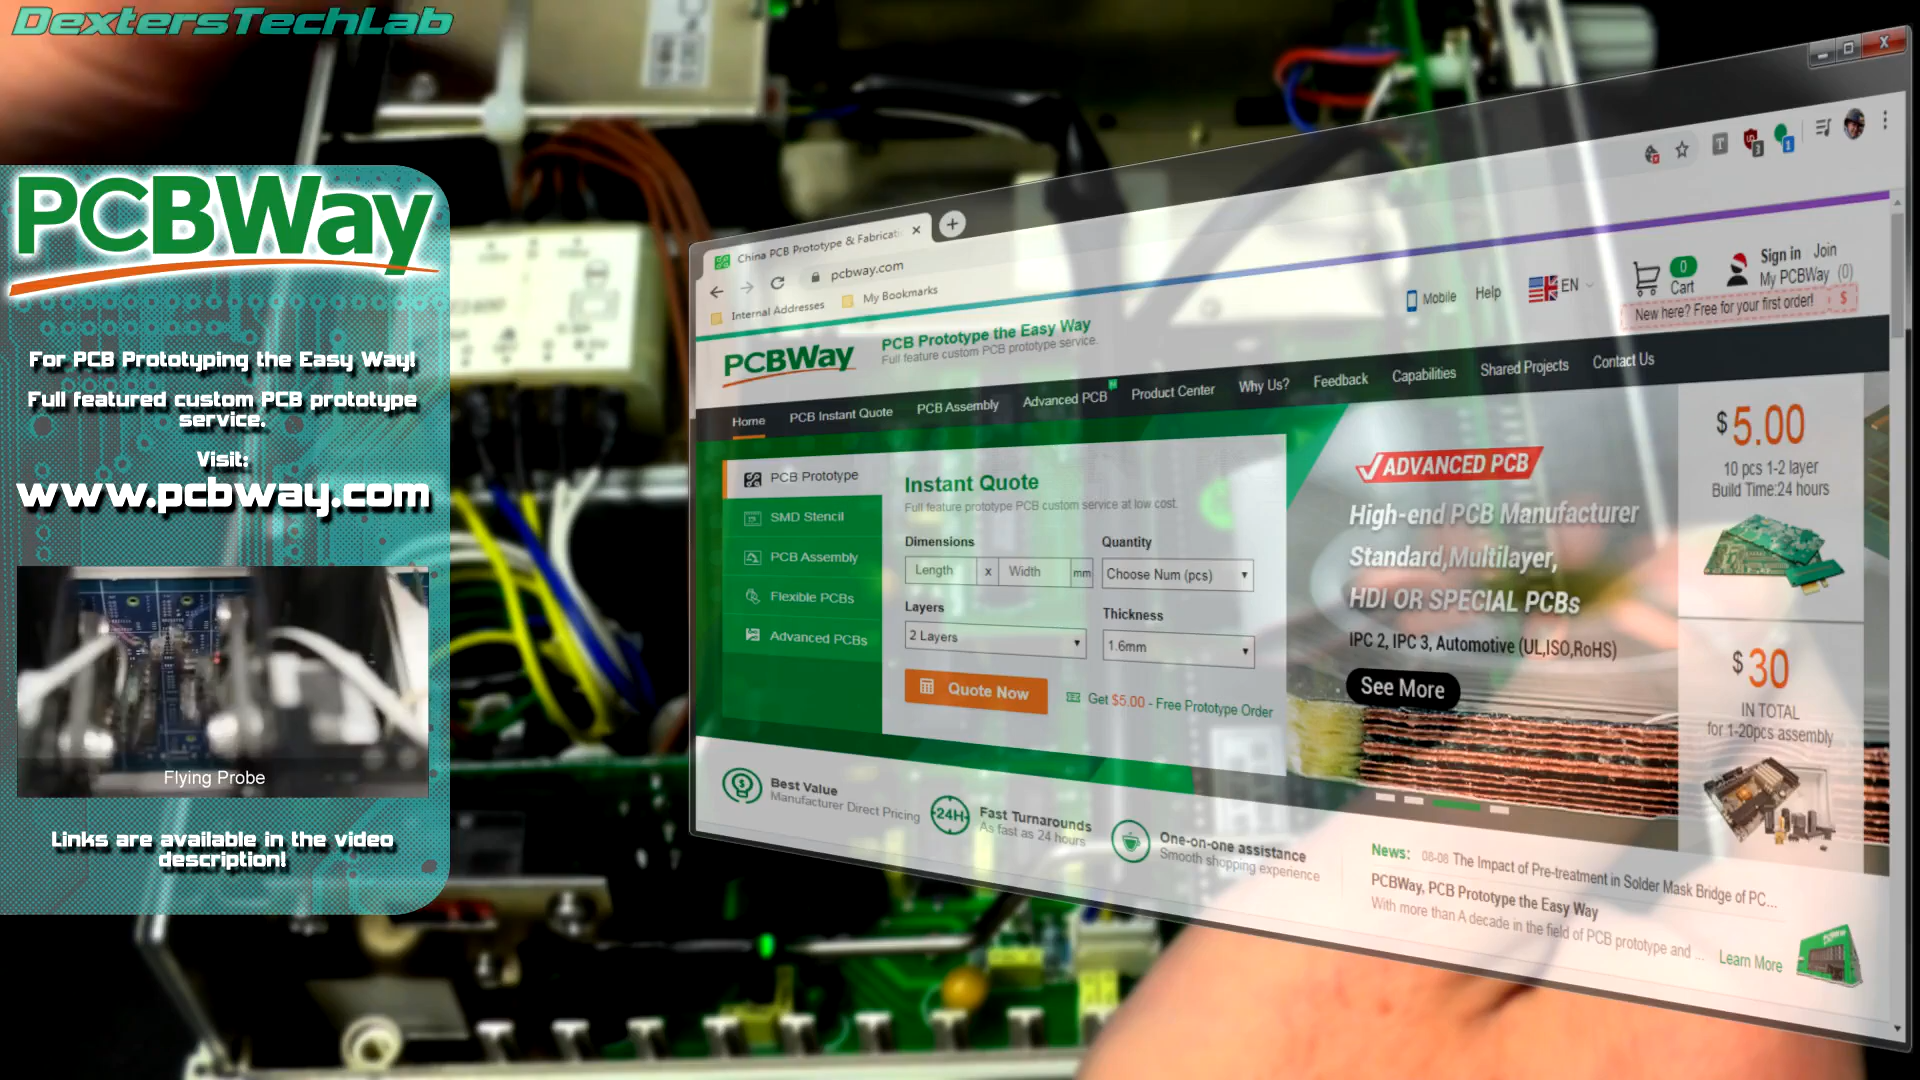 DextersTechLab
PCBWay
For PCB Prototyping the Easy Way!
Full featured custom PCB prototype
service.
Visit:
www.pcbway.com
Flying Probe
Links are available in the video
description!
China PCB Prototype & Fabricati
pcbway.com
Internal Addresses
My Bookmarks
T
3
1
PCBWay
PCB Prototype the Easy Way
Full feature custom PCB prototype service.
Mobile
Help
EN
0
Cart
Sign in Join
My PCBWay (0)
New here? Free for your first order! $
Home
PCB Instant Quote
PCB Assembly
Advanced PCB
Product Center
Why Us?
Feedback
Capabilities
Shared Projects
Contact Us
PCB Prototype
SMD Stencil
PCB Assembly
Flexible PCBs
Advanced PCBs
Instant Quote
Full feature prototype PCB custom service at low cost.
Dimensions
Quantity
Length x Width mm
Choose Num (pcs)
Layers
Thickness
2 Layers
1.6mm
Quote Now
Get $5.00 - Free Prototype Order
ADVANCED PCB
High-end PCB Manufacturer
Standard,Multilayer,
HDI OR SPECIAL PCBs
IPC 2, IPC 3, Automotive (UL,ISO,RoHS)
See More
$5.00
10 pcs 1-2 layer
Build Time:24 hours
$30
IN TOTAL
for 1-20pcs assembly
Best Value
Manufacturer Direct Pricing
24H
Fast Turnarounds
As fast as 24 hours
One-on-one assistance
Smooth shopping experience
News: 08-08 The Impact of Pre-treatment in Solder Mask Bridge of PC...
PCBWay, PCB Prototype the Easy Way
With more than A decade in the field of PCB prototype and ...
Learn More